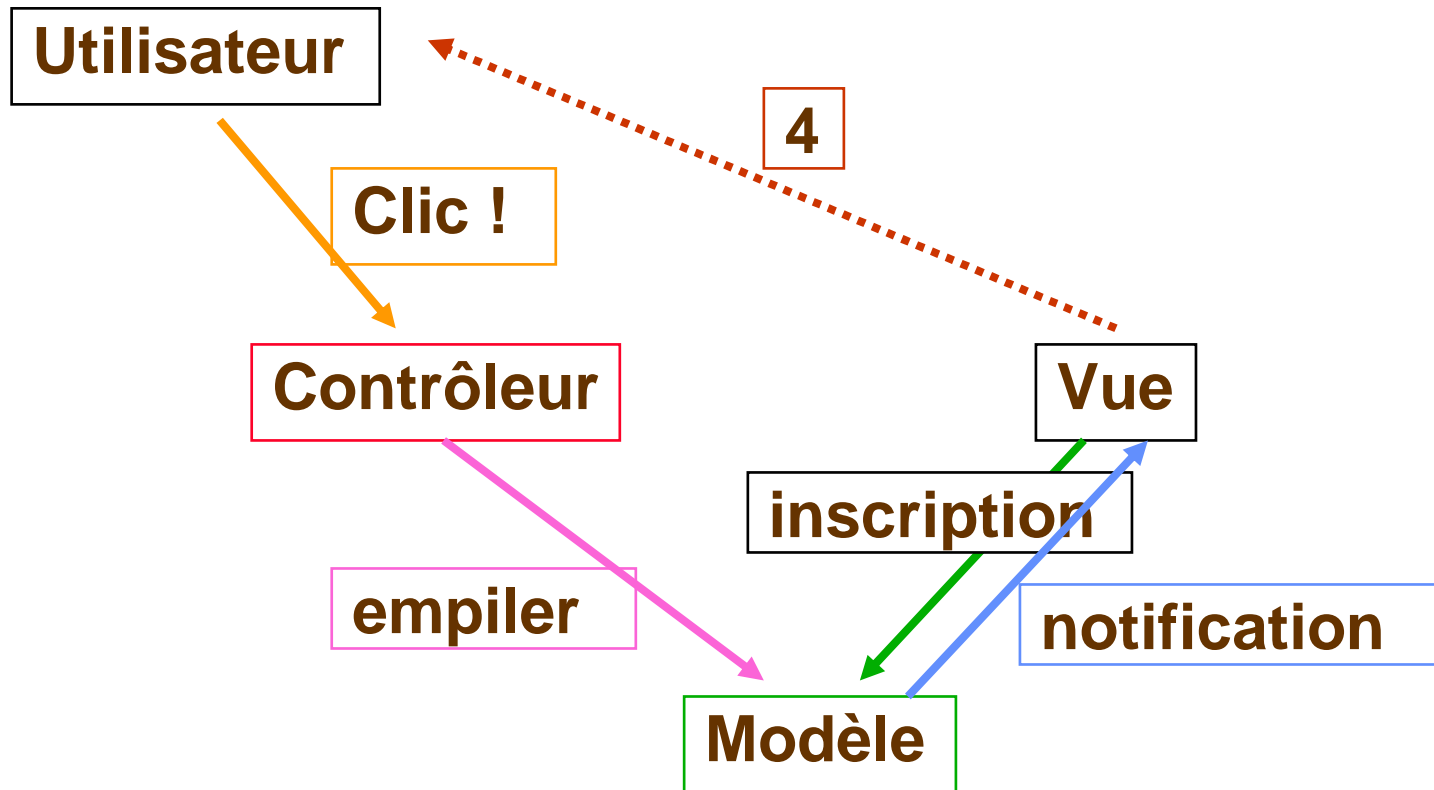 Utilisateur
4
Clic !
Contrôleur
Vue
inscription
empiler
notification
Modèle